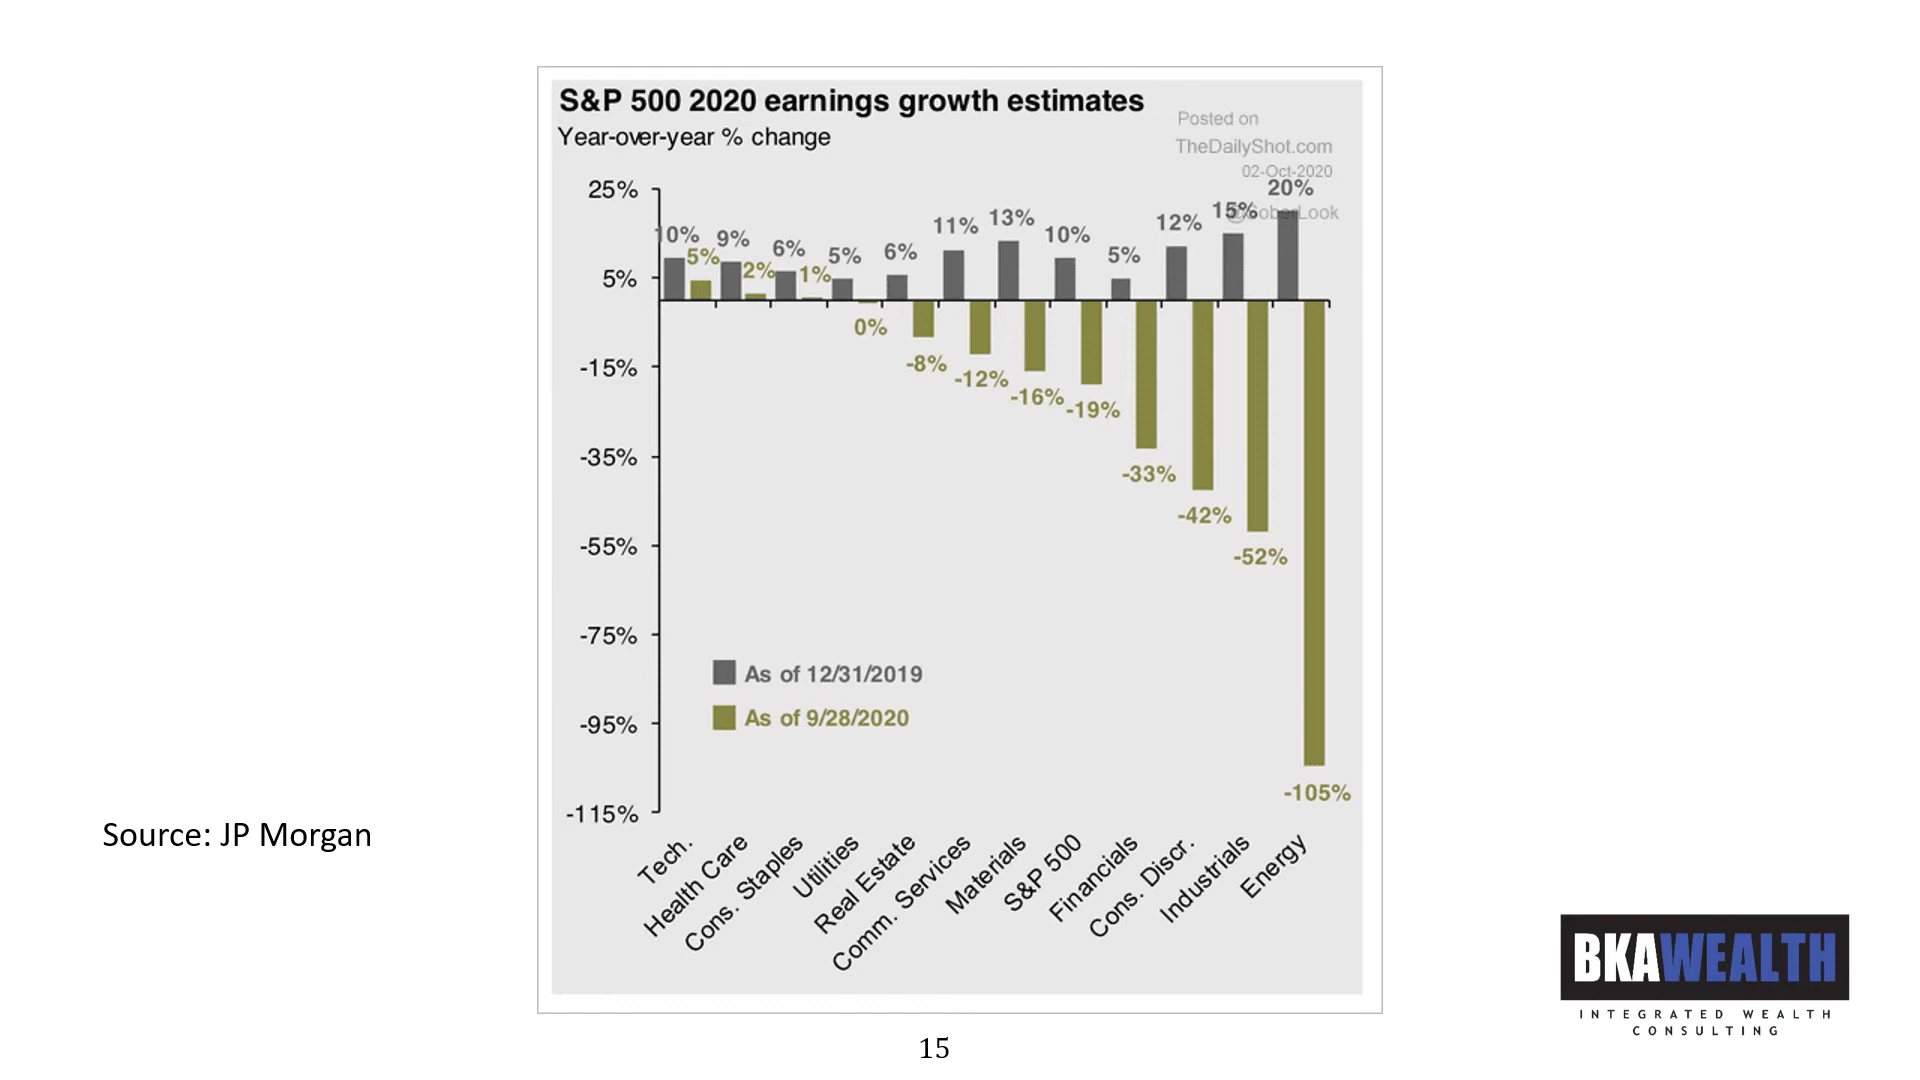 S&P 500 2020 earnings growth estimates
Year-over-year % change
Posted on
TheDailyShot.com
02-Oct-2020
@SoberLook
25%
5%
-15%
-35%
-55%
-75%
-95%
-115%
10% 9% 6% 5% 6% 11% 13% 10% 5% 12% 15% 20%
5% 2% 1% 0% -8% -12% -16% -19% -33% -42% -52% -105%
As of 12/31/2019
As of 9/28/2020
Tech.
Health Care
Cons. Staples
Utilities
Real Estate
Comm. Services
Materials
S&P 500
Financials
Cons. Discr.
Industrials
Energy
Source: JP Morgan
BKAWEALTH
INTEGRATED WEALTH
CONSULTING
15